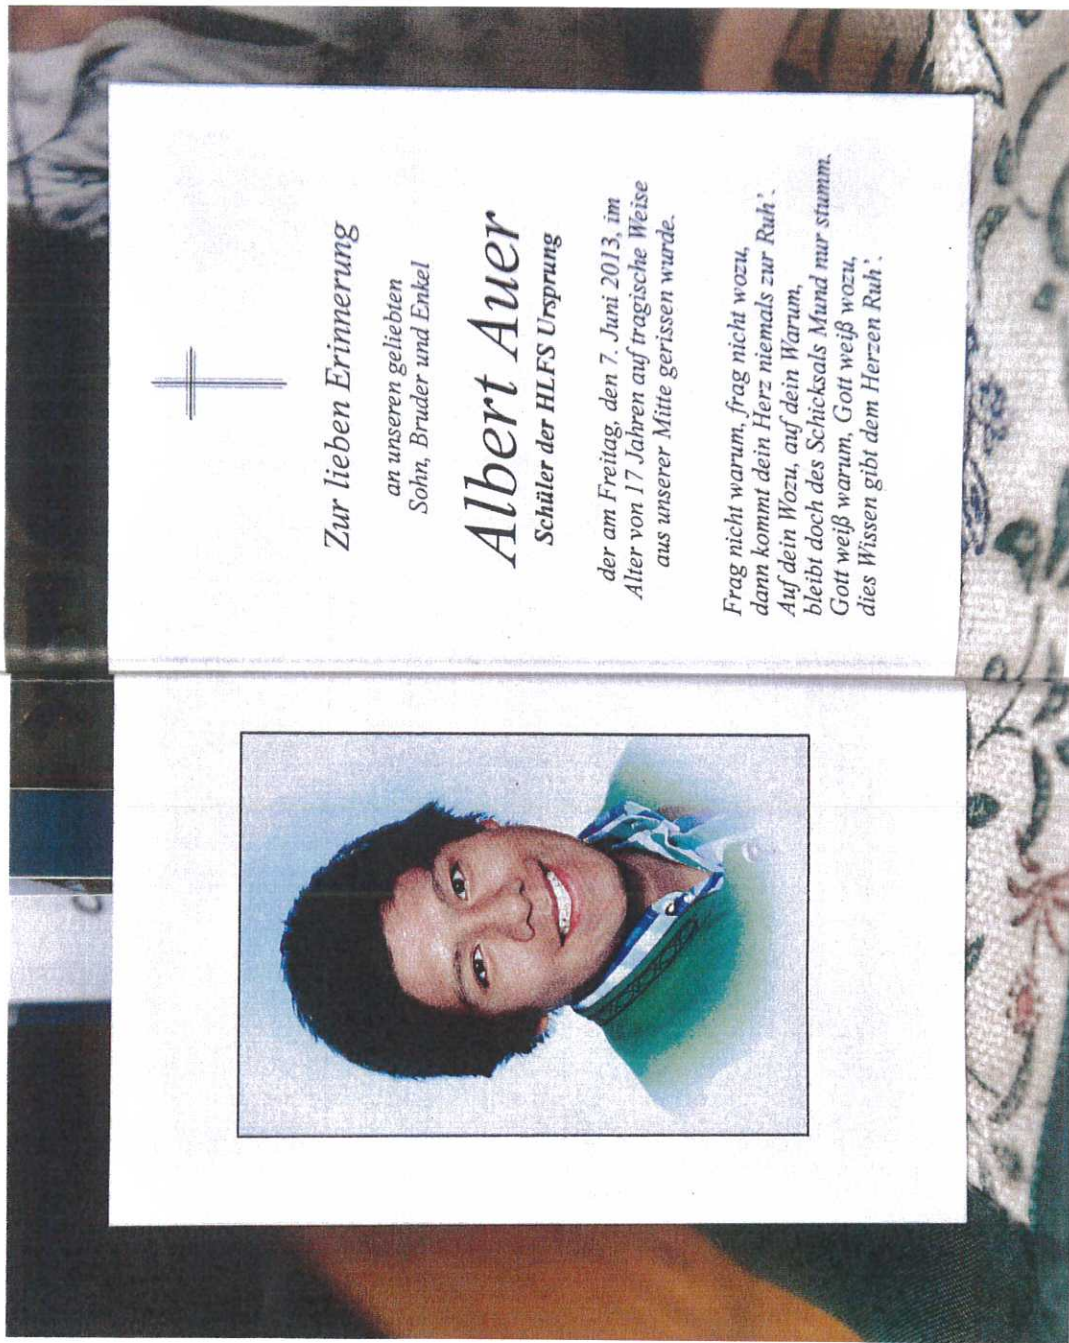 Zur lieben Erinnerung
an unseren geliebten
Sohn, Bruder und Enkel
Albert Auer
Schüler der HLFS Ursprung
der am Freitag, den 7. Juni 2013, im
Alter von 17 Jahren auf tragische Weise
aus unserer Mitte gerissen wurde.
Frag nicht warum, frag nicht wozu,
dann kommt dein Herz niemals zur Ruh'.
Auf dein Wozu, auf dein Warum,
bleibt doch des Schicksals Mund nur stumm.
Gott weiß warum, Gott weiß wozu,
dies Wissen gibt dem Herzen Ruh'.